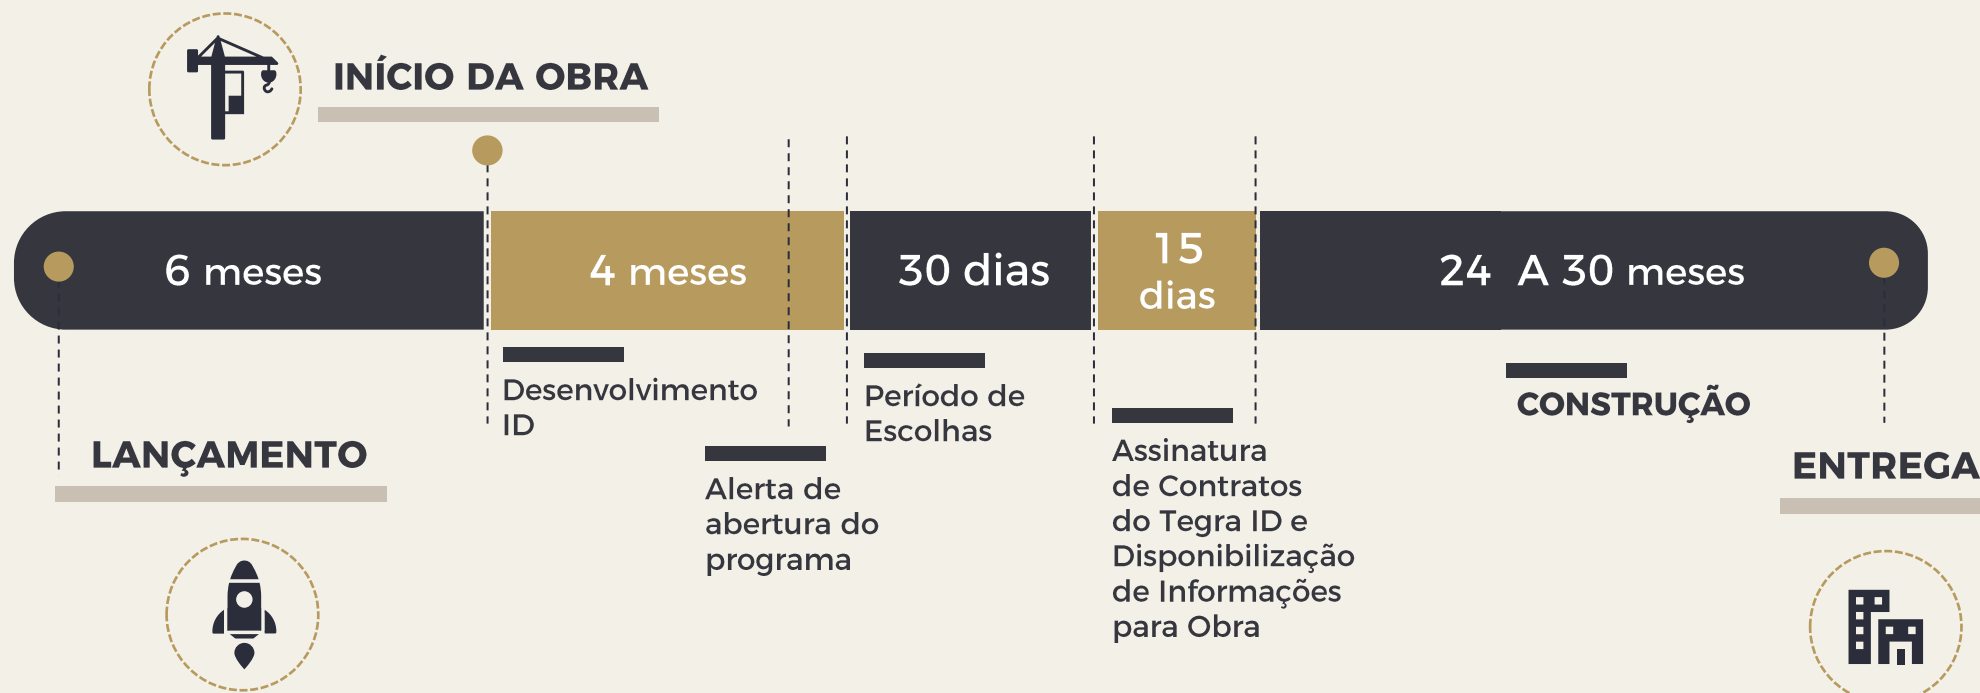 INÍCIO DA OBRA
6 meses
4 meses
30 dias
15
dias
24 A 30 meses
Desenvolvimento
ID
Período de
Escolhas
CONSTRUÇÃO
LANÇAMENTO
Alerta de
abertura do
programa
Assinatura
de Contratos
do Tegra ID e
Disponibilização
de Informações
para Obra
ENTREGA